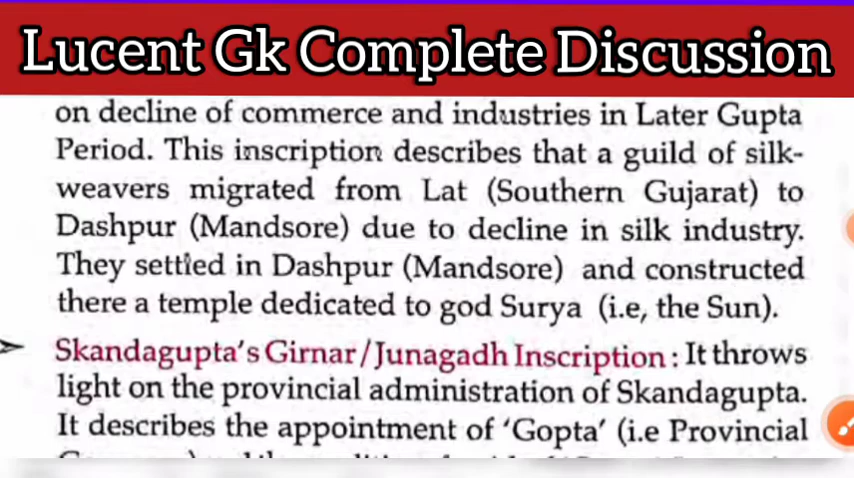 Lucent Gk Complete Discussion
on decline of commerce and industries in Later Gupta
Period. This inscription describes that a guild of silk-
weavers migrated from Lat (Southern Gujarat) to
Dashpur (Mandsore) due to decline in silk industry.
They settled in Dashpur (Mandsore) and constructed
there a temple dedicated to god Surya (i.e, the Sun).
Skandagupta's Girnar/Junagadh Inscription : It throws
light on the provincial administration of Skandagupta.
It describes the appointment of 'Gopta' (i.e Provincial